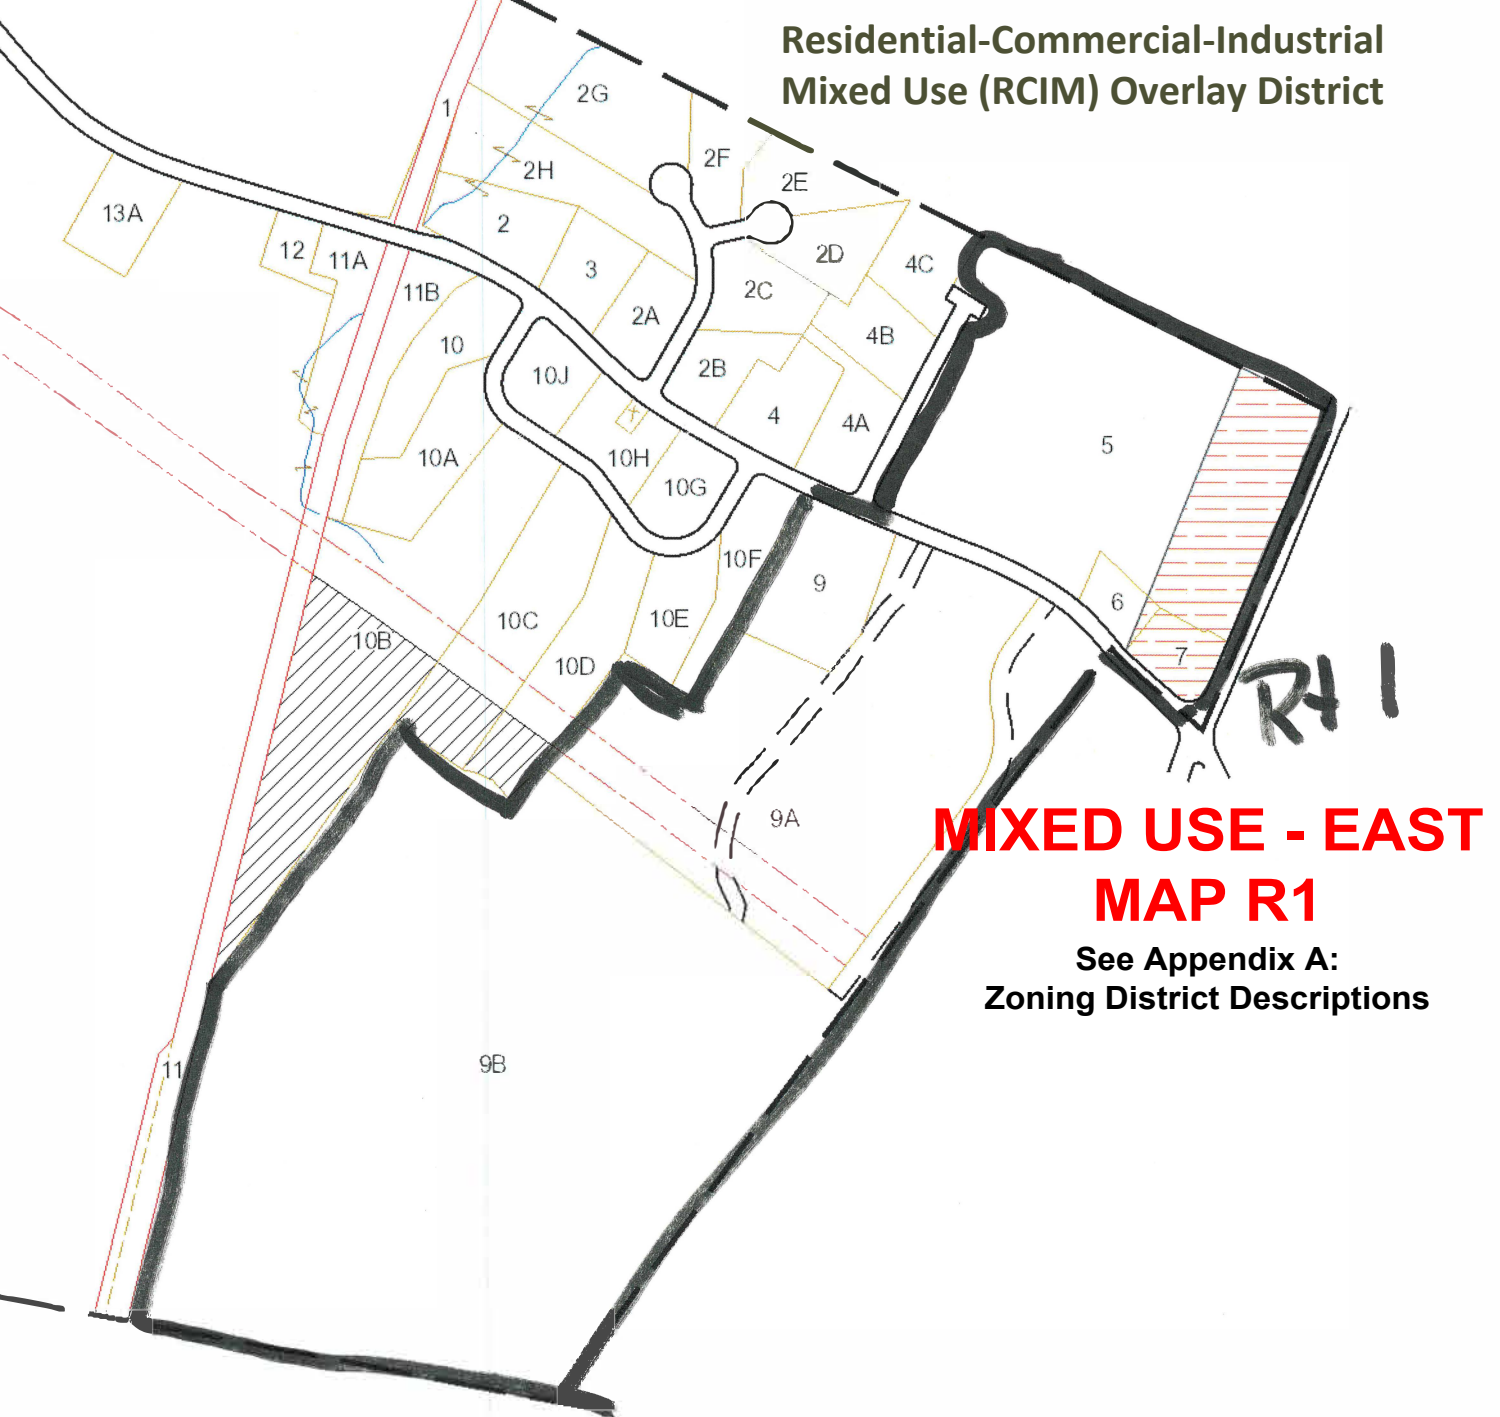 Residential-Commercial-Industrial
Mixed Use (RCIM) Overlay District
1
2G
2H
2F
2E
13A
2
12
11A
3
2D
4C
11B
2C
2A
10
4B
10J
2B
4
4A
5
10A
10H
10G
10F
9
6
10E
10C
10B
10D
7
Rt 1
9A
MIXED USE - EAST
MAP R1
See Appendix A:
Zoning District Descriptions
11
9B